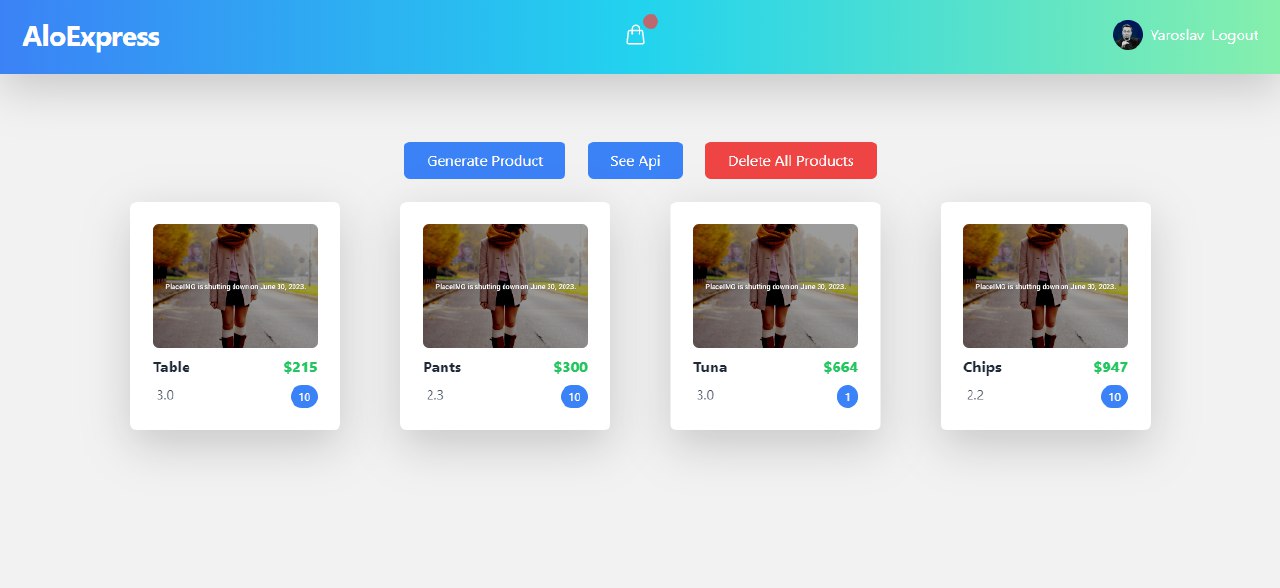 AloExpress
Yaroslav Logout
Generate Product
See Api
Delete All Products
PlaceIMG is shutting down on June 30, 2023.
PlaceIMG is shutting down on June 30, 2023.
PlaceIMG is shutting down on June 30, 2023.
PlaceIMG is shutting down on June 30, 2023.
Table $215
3.0 10
Pants $300
2.3 10
Tuna $664
3.0 1
Chips $947
2.2 10